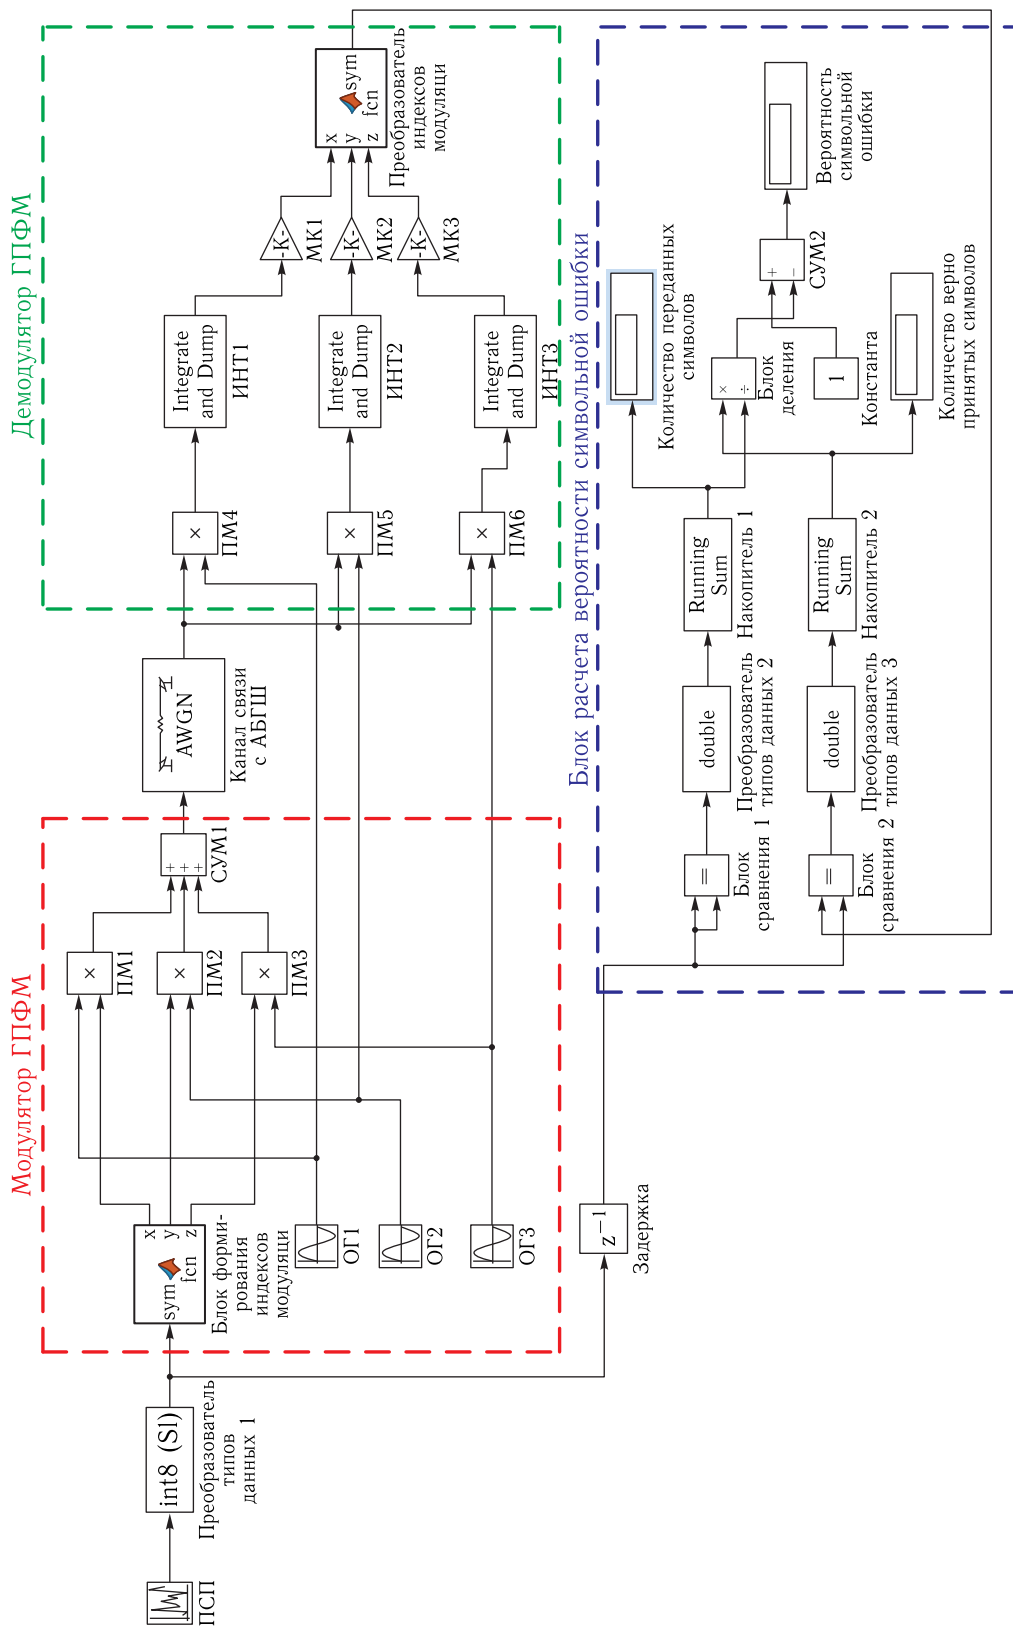 ПСП
int8 (Sl)
Преобразователь
типов
данных 1
Модулятор ГПФМ
sym
fcn
x
y
z
Блок форми-
рования
индексов
модуляци
ОГ1
ОГ2
ОГ3
×
ПМ1
×
ПМ2
×
ПМ3
+
+
+
СУМ1
AWGN
Канал связи
с АБГШ
Демодулятор ГПФМ
×
ПМ4
×
ПМ5
×
ПМ6
Integrate
and Dump
ИНТ1
Integrate
and Dump
ИНТ2
Integrate
and Dump
ИНТ3
-K-
МК1
-K-
МК2
-K-
МК3
x
y
z
sym
fcn
Преобразователь
индексов
модуляци
z−1
Задержка
Блок расчета вероятности символьной ошибки
=
Блок
сравнения 1
=
Блок
сравнения 2
double
Преобразователь
типов данных 2
double
Преобразователь
типов данных 3
Running
Sum
Накопитель 1
Running
Sum
Накопитель 2
Количество переданных
символов
×
÷
Блок
деления
1
Константа
Количество верно
принятых символов
+
−
СУМ2
Вероятность
символьной
ошибки